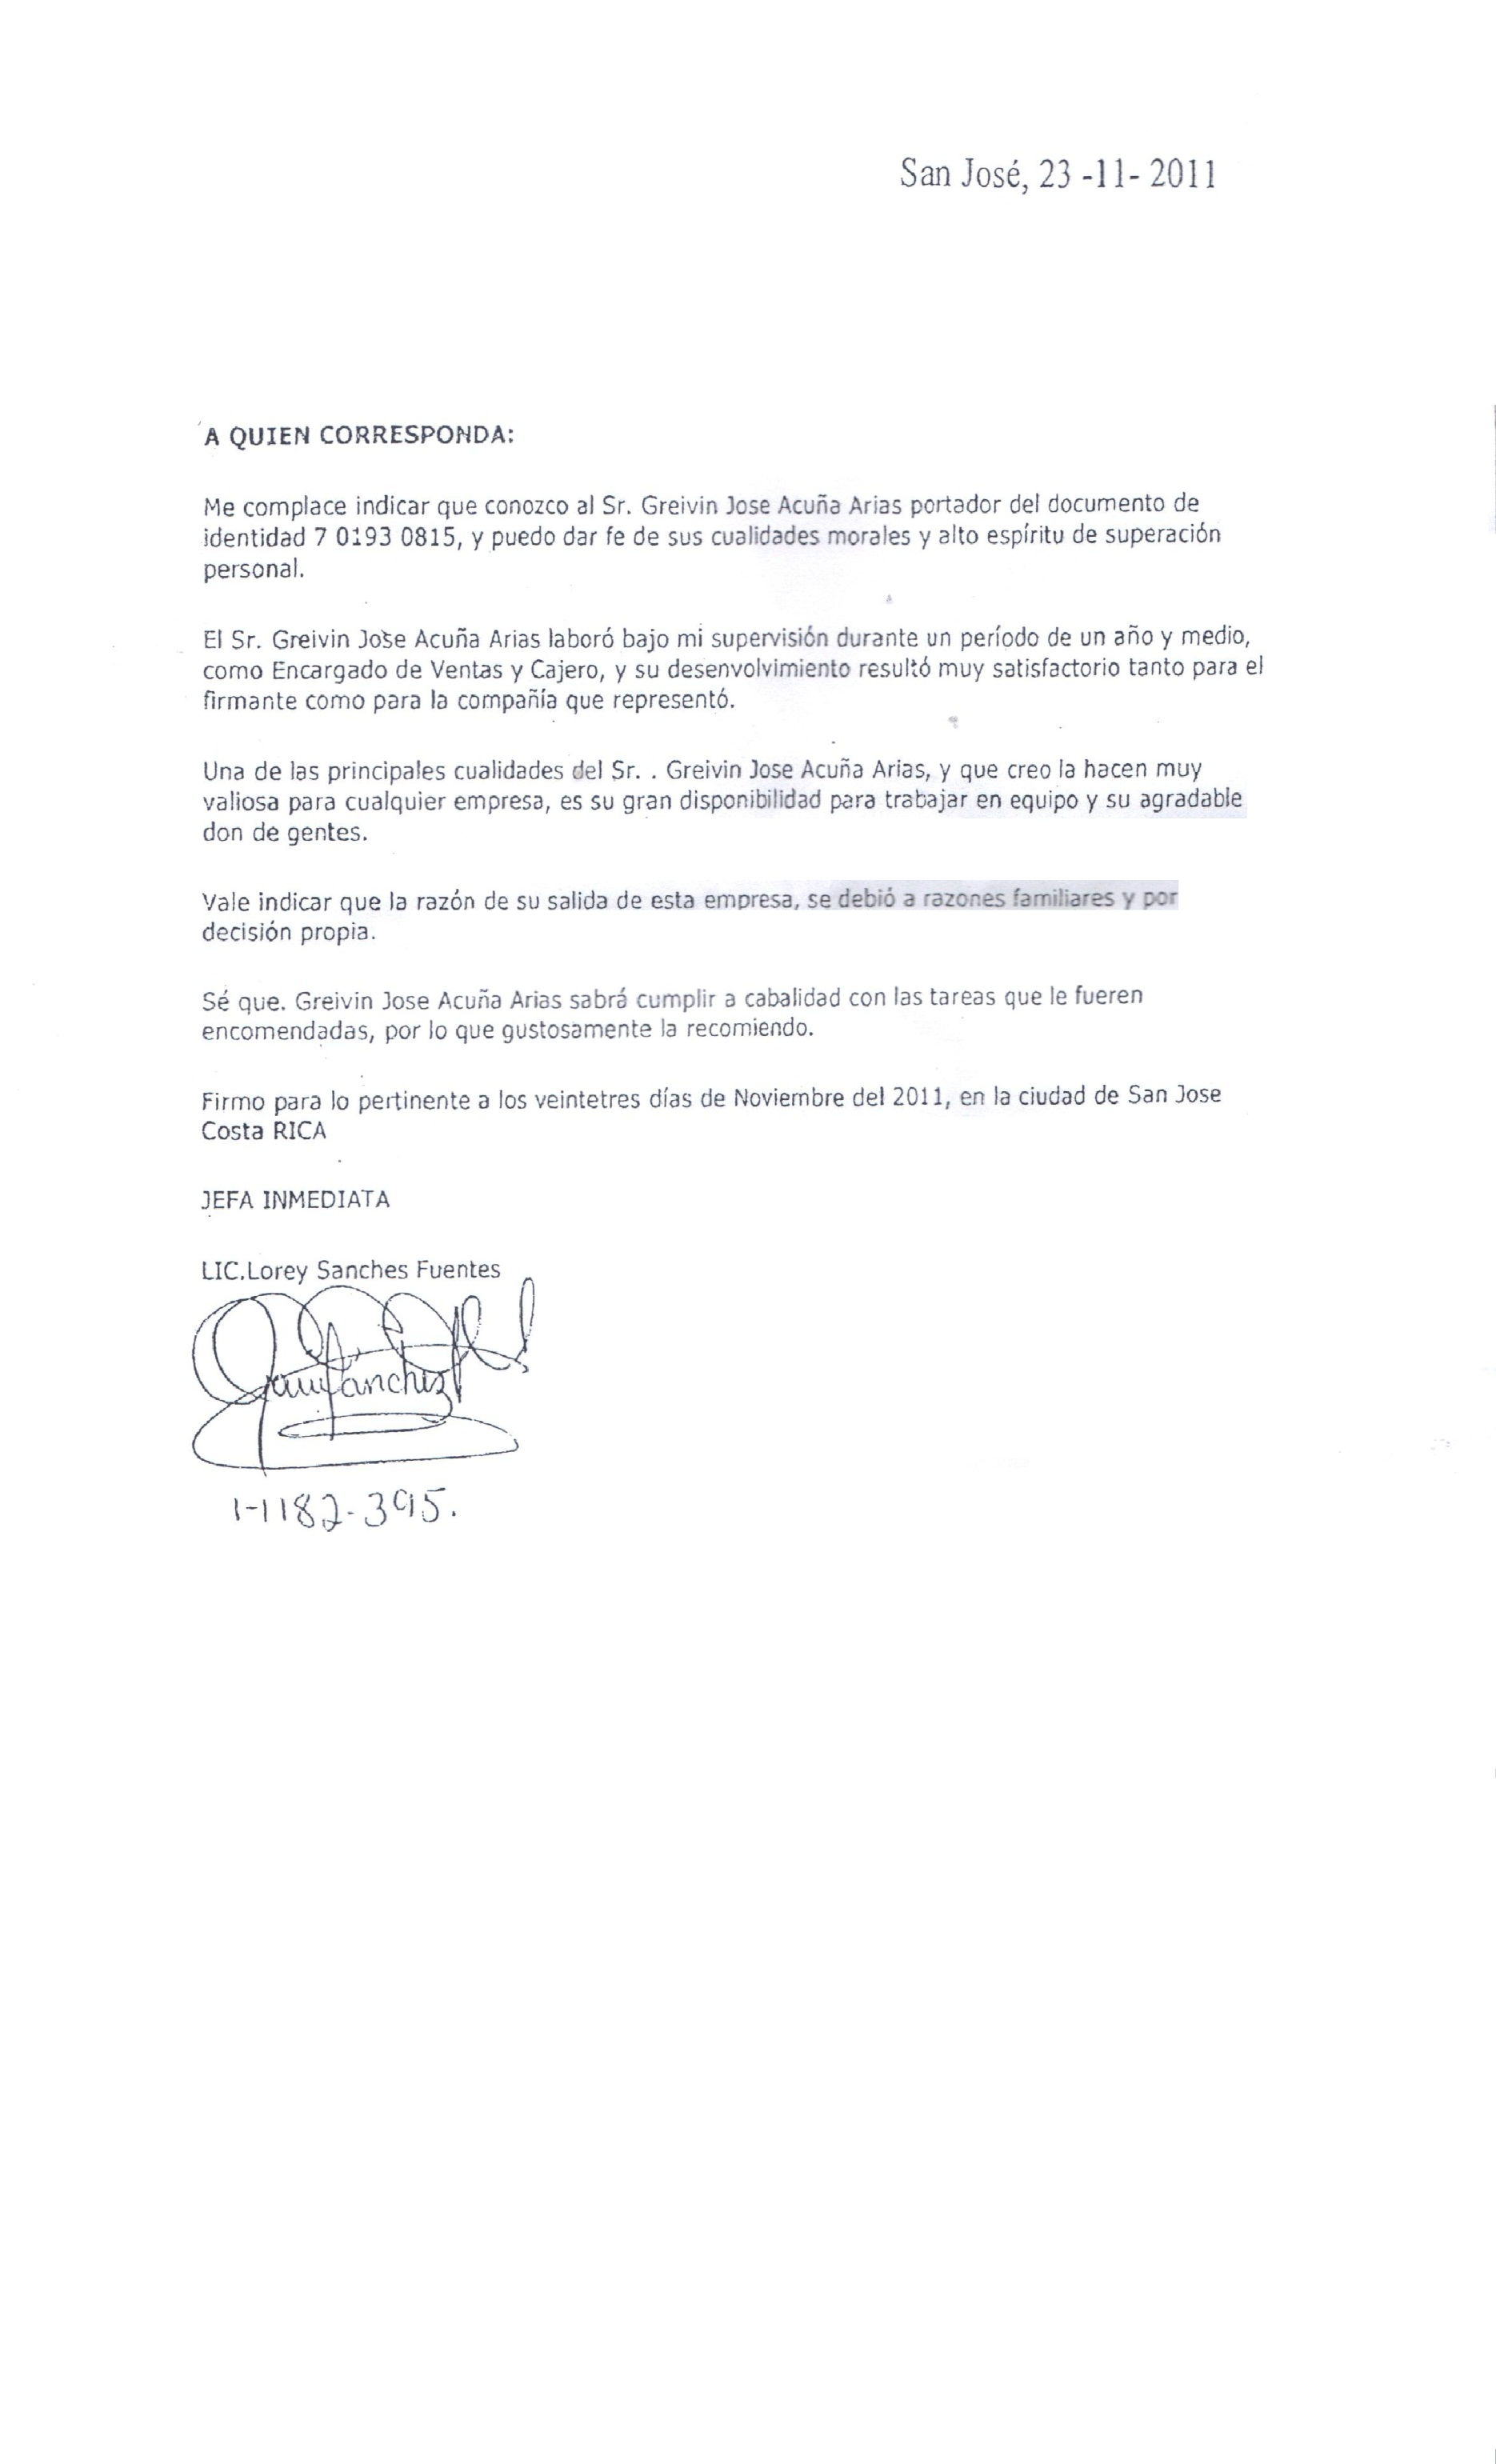 San José, 23 -11- 2011
A QUIEN CORRESPONDA:
Me complace indicar que conozco al Sr. Greivin Jose Acuña Arias portador del documento de
identidad 7 0193 0815, y puedo dar fe de sus cualidades morales y alto espíritu de superación
personal.
El Sr. Greivin Jose Acuña Arias laboró bajo mi supervisión durante un período de un año y medio,
como Encargado de Ventas y Cajero, y su desenvolvimiento resultó muy satisfactorio tanto para el
firmante como para la compañía que representó.
Una de las principales cualidades del Sr. . Greivin Jose Acuña Arias, y que creo la hacen muy
valiosa para cualquier empresa, es su gran disponibilidad para trabajar en equipo y su agradable
don de gentes.
Vale indicar que la razón de su salida de esta empresa, se debió a razones familiares y por
decisión propia.
Sé que. Greivin Jose Acuña Arias sabrá cumplir a cabalidad con las tareas que le fueren
encomendadas, por lo que gustosamente la recomiendo.
Firmo para lo pertinente a los veintetres días de Noviembre del 2011, en la ciudad de San Jose
Costa RICA
JEFA INMEDIATA
LIC.Lorey Sanches Fuentes
1-1182-395.